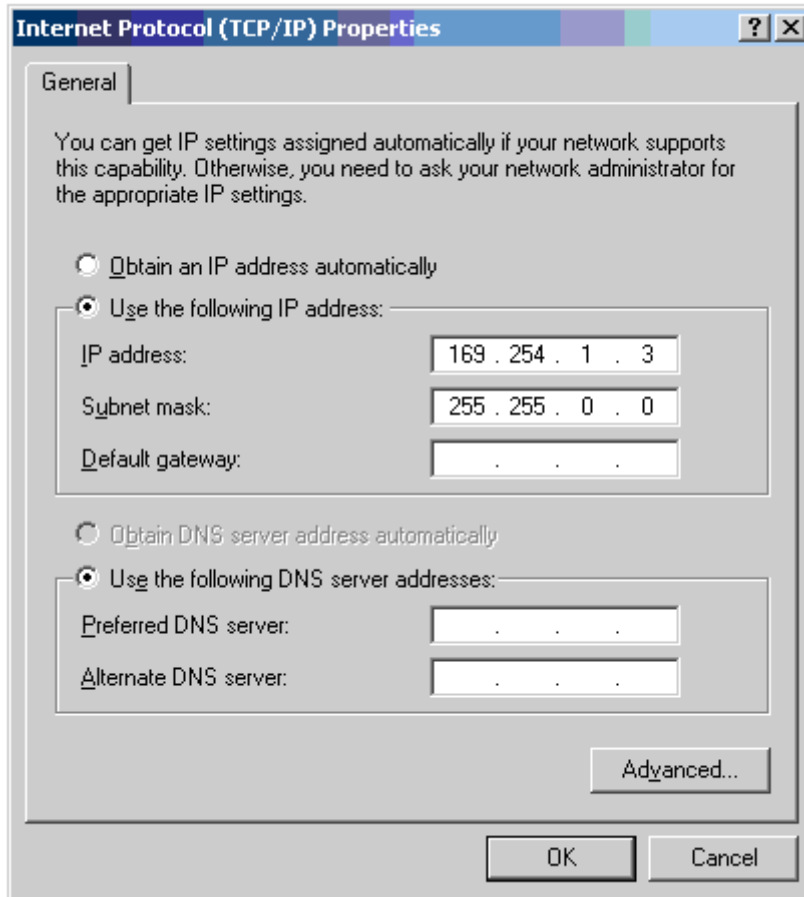 Internet Protocol (TCP/IP) Properties
General
You can get IP settings assigned automatically if your network supports
this capability. Otherwise, you need to ask your network administrator for
the appropriate IP settings.
Obtain an IP address automatically
Use the following IP address:
IP address: 169 . 254 . 1 . 3
Subnet mask: 255 . 255 . 0 . 0
Default gateway: . . .
Obtain DNS server address automatically
Use the following DNS server addresses:
Preferred DNS server: . . .
Alternate DNS server: . . .
Advanced...
OK Cancel